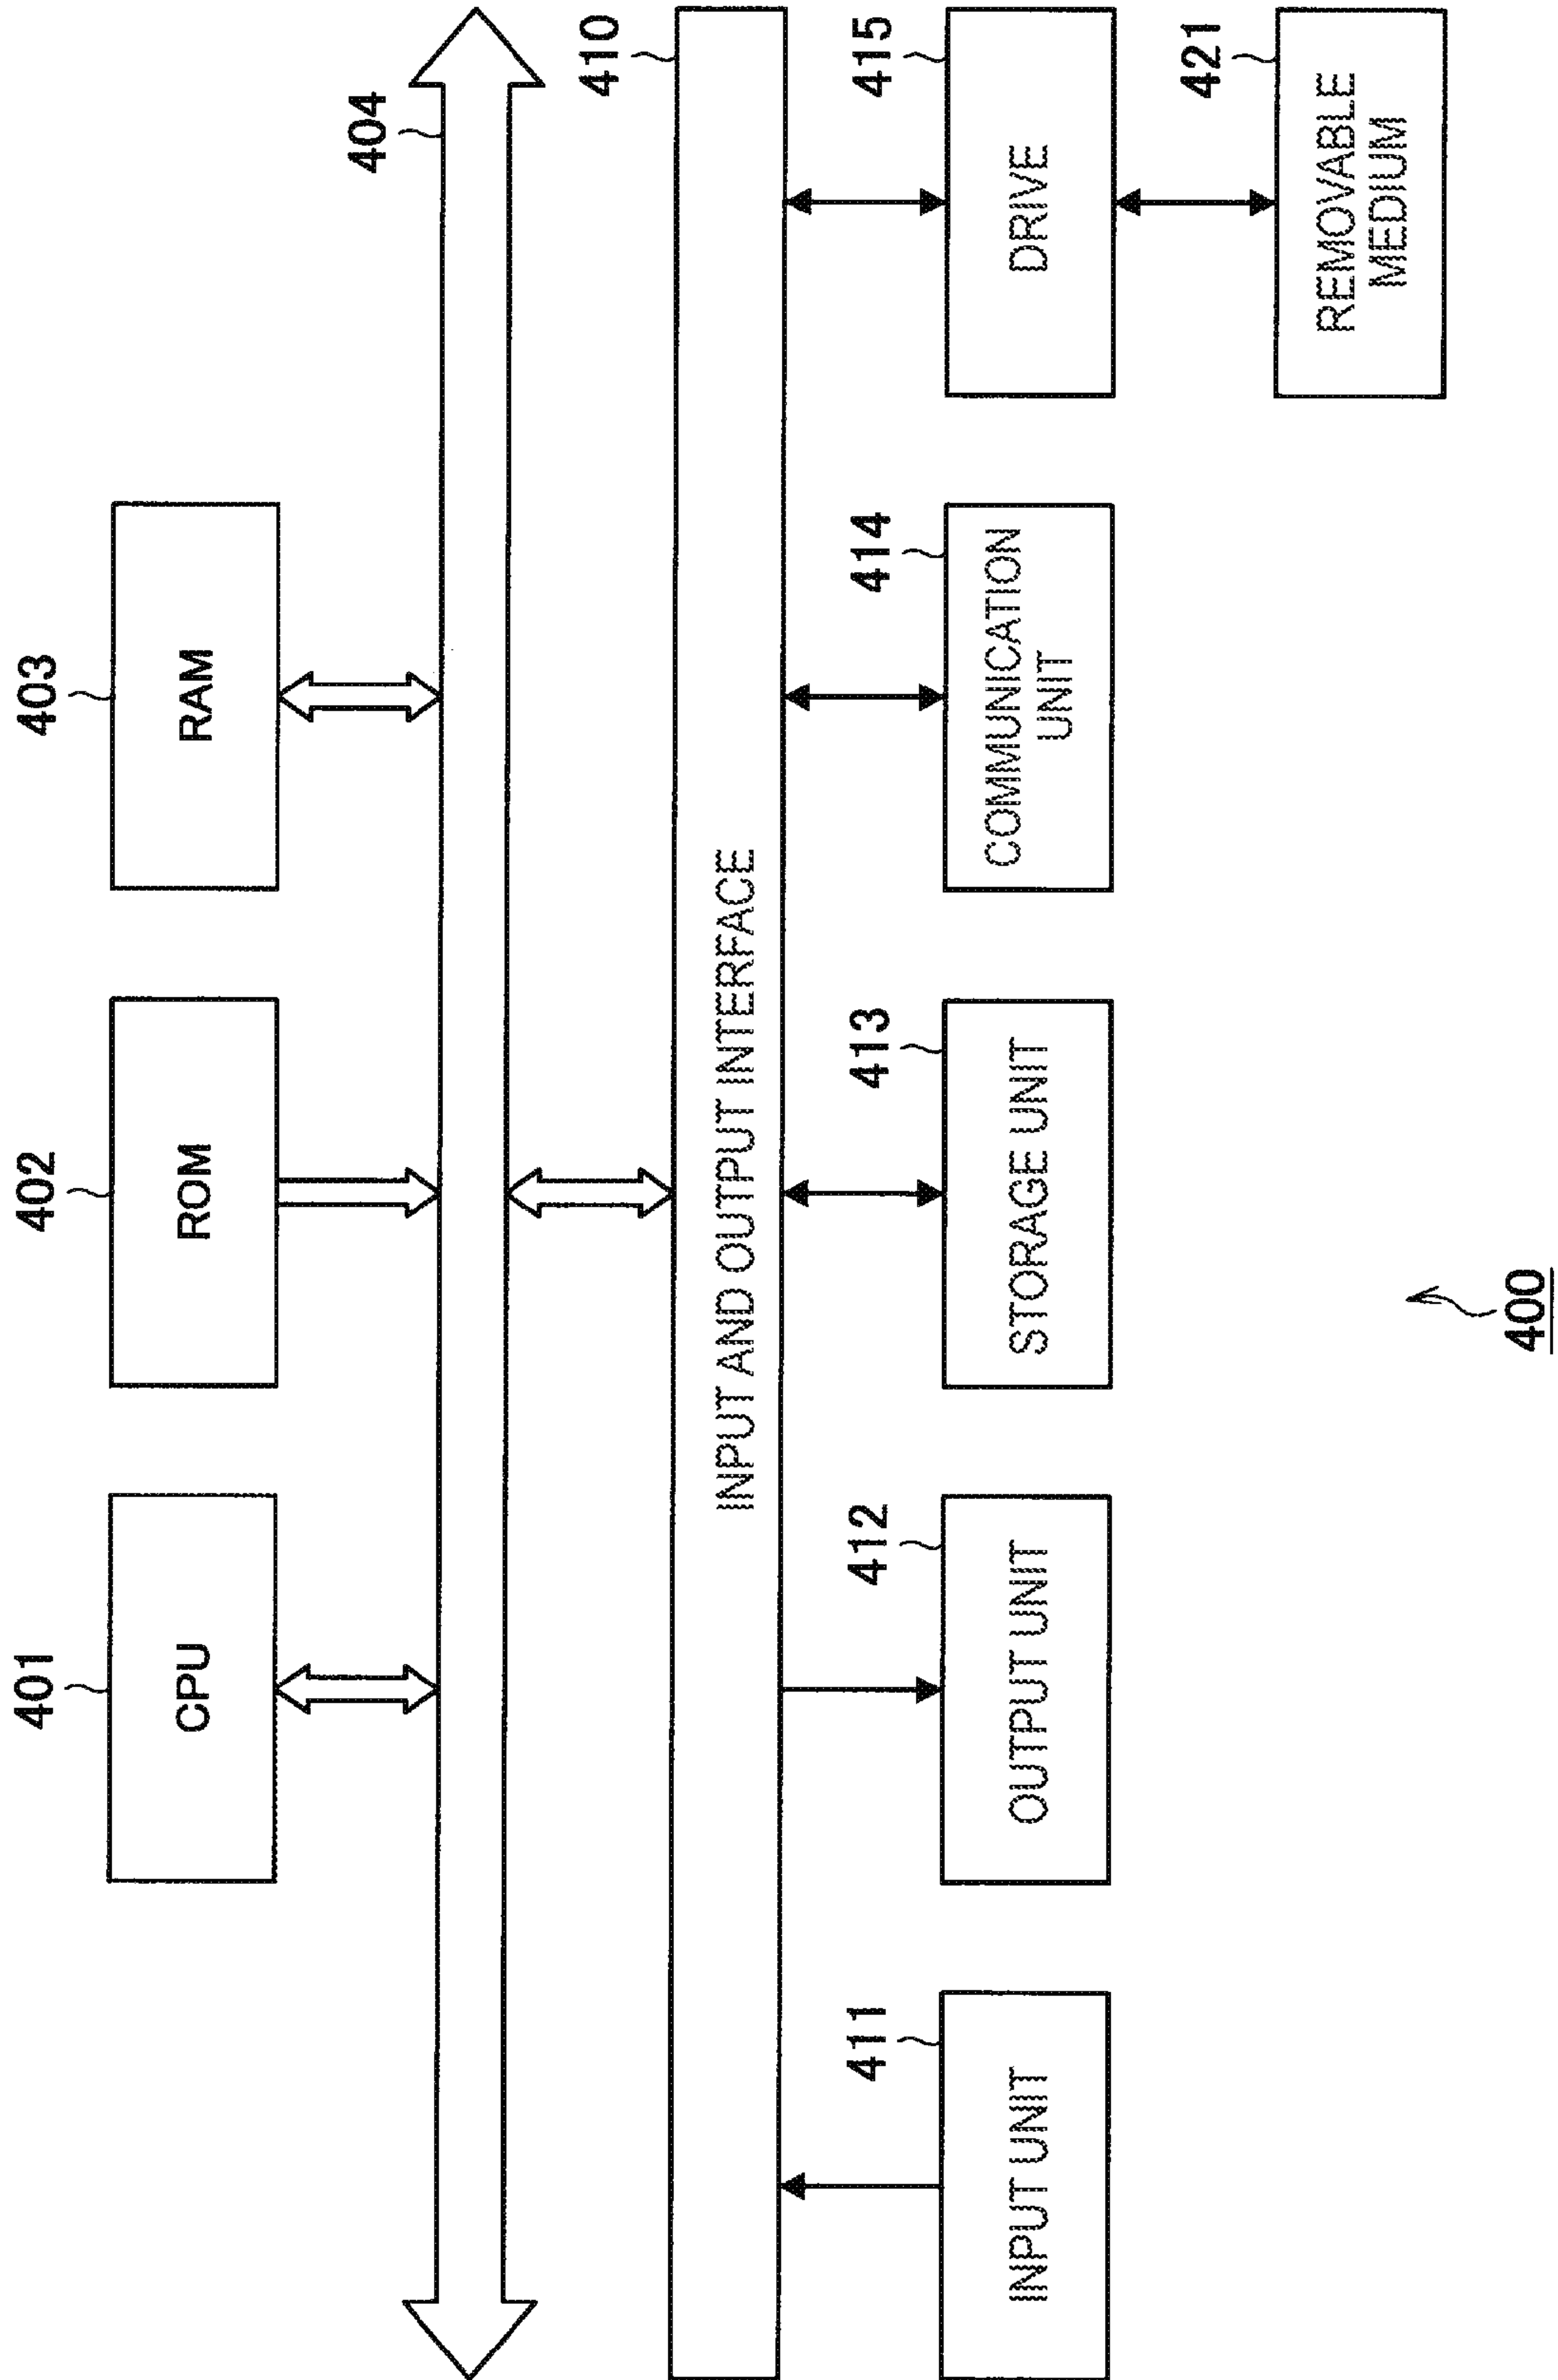 401
CPU
402
ROM
403
RAM
404
410
INPUT AND OUTPUT INTERFACE
411
INPUT UNIT
412
OUTPUT UNIT
413
STORAGE UNIT
414
COMMUNICATION
UNIT
415
DRIVE
421
REMOVABLE
MEDIUM
400